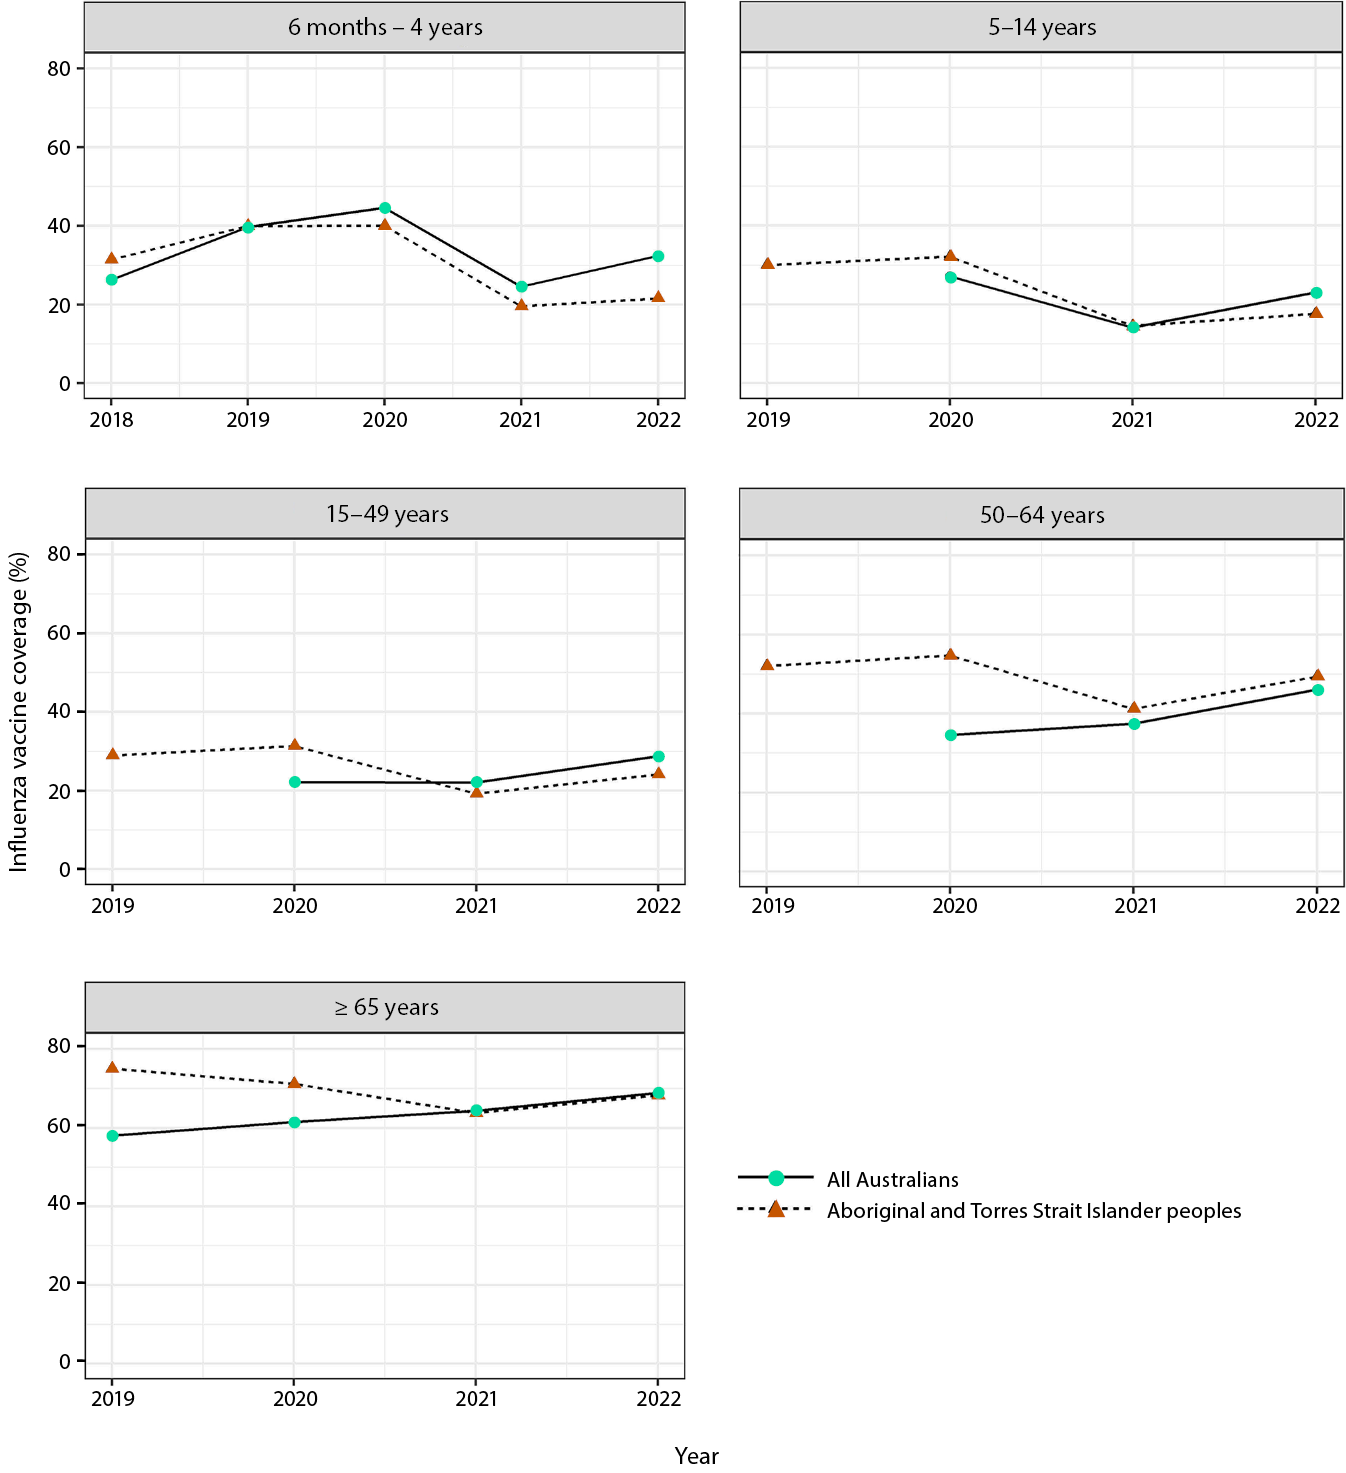 6 months – 4 years
5–14 years
80
60
40
20
0
2018 2019 2020 2021 2022
2019 2020 2021 2022
15–49 years
50–64 years
Influenza vaccine coverage (%)
80
60
40
20
0
2019 2020 2021 2022
2019 2020 2021 2022
≥ 65 years
80
60
40
20
0
2019 2020 2021 2022
All Australians
Aboriginal and Torres Strait Islander peoples
Year